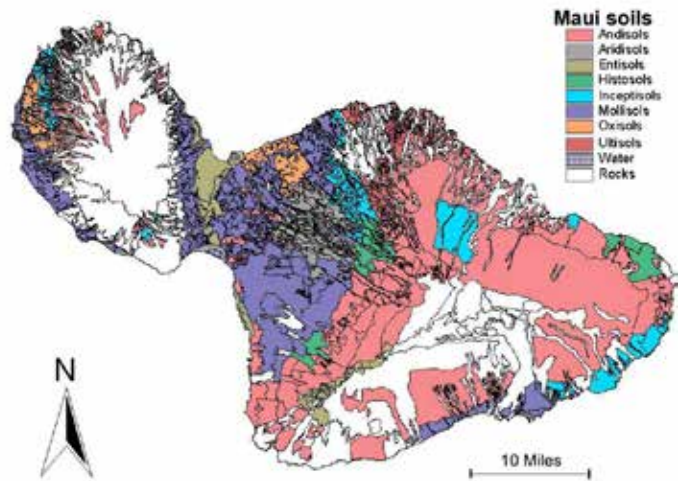 Maui soils
Andisols
Aridisols
Entisols
Histosols
Inceptisols
Mollisols
Oxisols
Ultisols
Water
Rocks
N
10 Miles